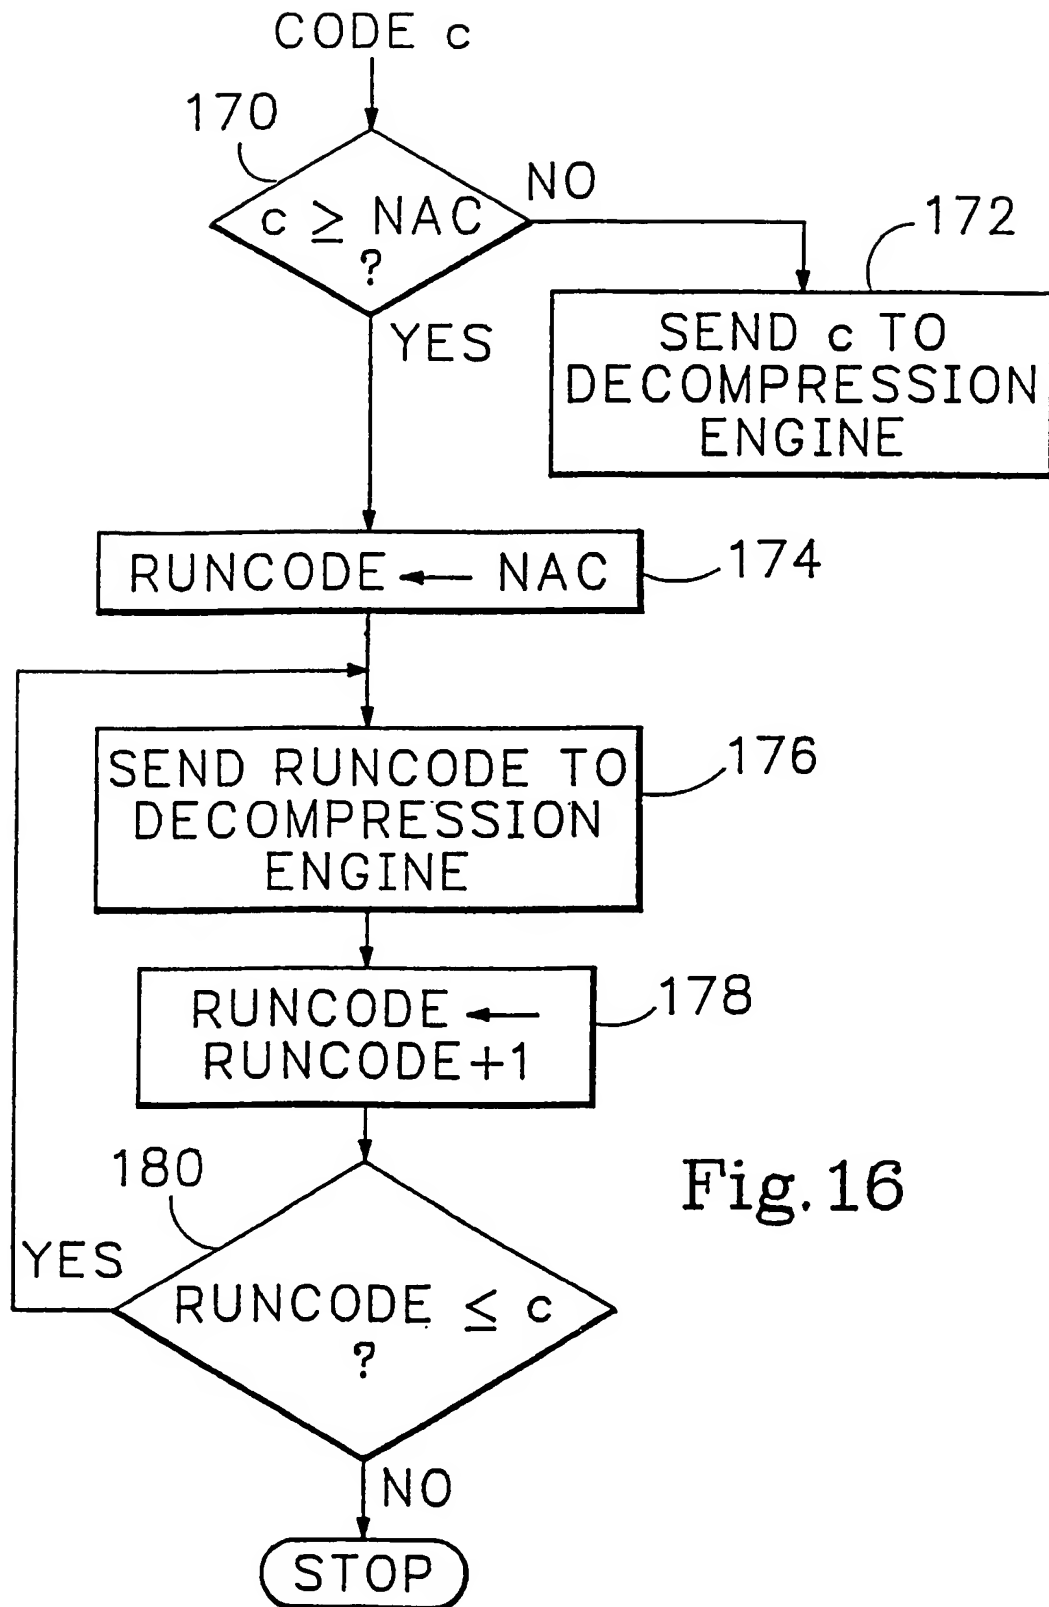 CODE c
170
c ≥ NAC
?
NO
172
YES
SEND c TO
DECOMPRESSION
ENGINE
RUNCODE ← NAC
174
SEND RUNCODE TO
DECOMPRESSION
ENGINE
176
RUNCODE ←
RUNCODE+1
178
180
YES
RUNCODE ≤ c
?
NO
STOP
Fig. 16